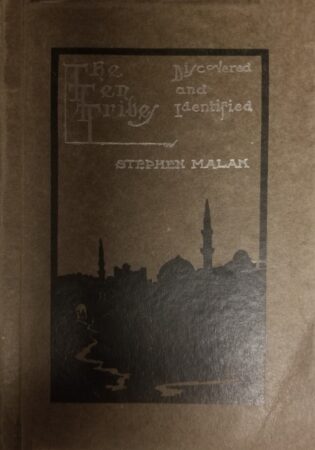 The Ten Tribes
Discovered and Identified
STEPHEN MALAN